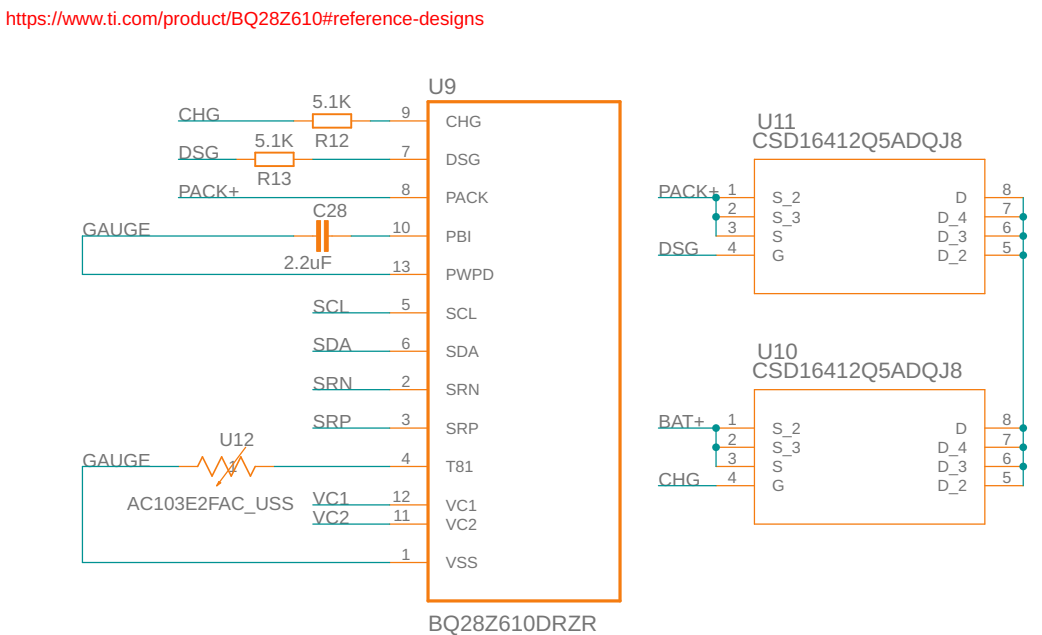 https://www.ti.com/product/BQ28Z610#reference-designs
U9
CHG
5.1K
R12
9
CHG
DSG
5.1K
R13
7
DSG
PACK+
8
PACK
GAUGE
C28
2.2uF
10
PBI
13
PWPD
SCL
5
SCL
SDA
6
SDA
SRN
2
SRN
SRP
3
SRP
GAUGE
U12
1
AC103E2FAC_USS
4
T81
VC1
12
VC1
VC2
11
VC2
1
VSS
BQ28Z610DRZR
U11
CSD16412Q5ADQJ8
PACK+
1
S_2
D
8
2
S_3
D_4
7
3
S
D_3
6
DSG
4
G
D_2
5
U10
CSD16412Q5ADQJ8
BAT+
1
S_2
D
8
2
S_3
D_4
7
3
S
D_3
6
CHG
4
G
D_2
5